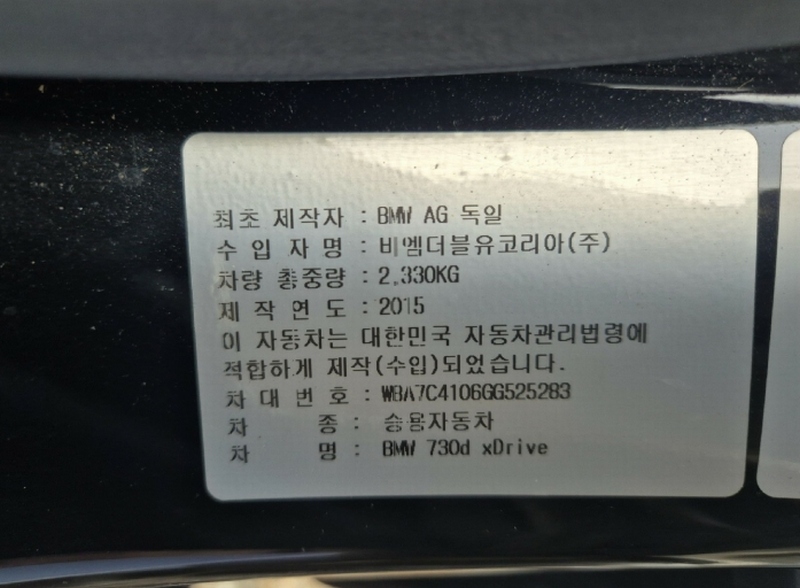 최초 제작자 : BMW AG 독일
수 입 자 명 : 비엠더블유코리아(주)
차량 총중량 : 2,330KG
제 작 연 도 : 2015
이 자동차는 대한민국 자동차관리법령에
적합하게 제작(수입)되었습니다.
차 대 번 호 : WBA7C4106GG525283
차 종 : 승용자동차
차 명 : BMW 730d xDrive